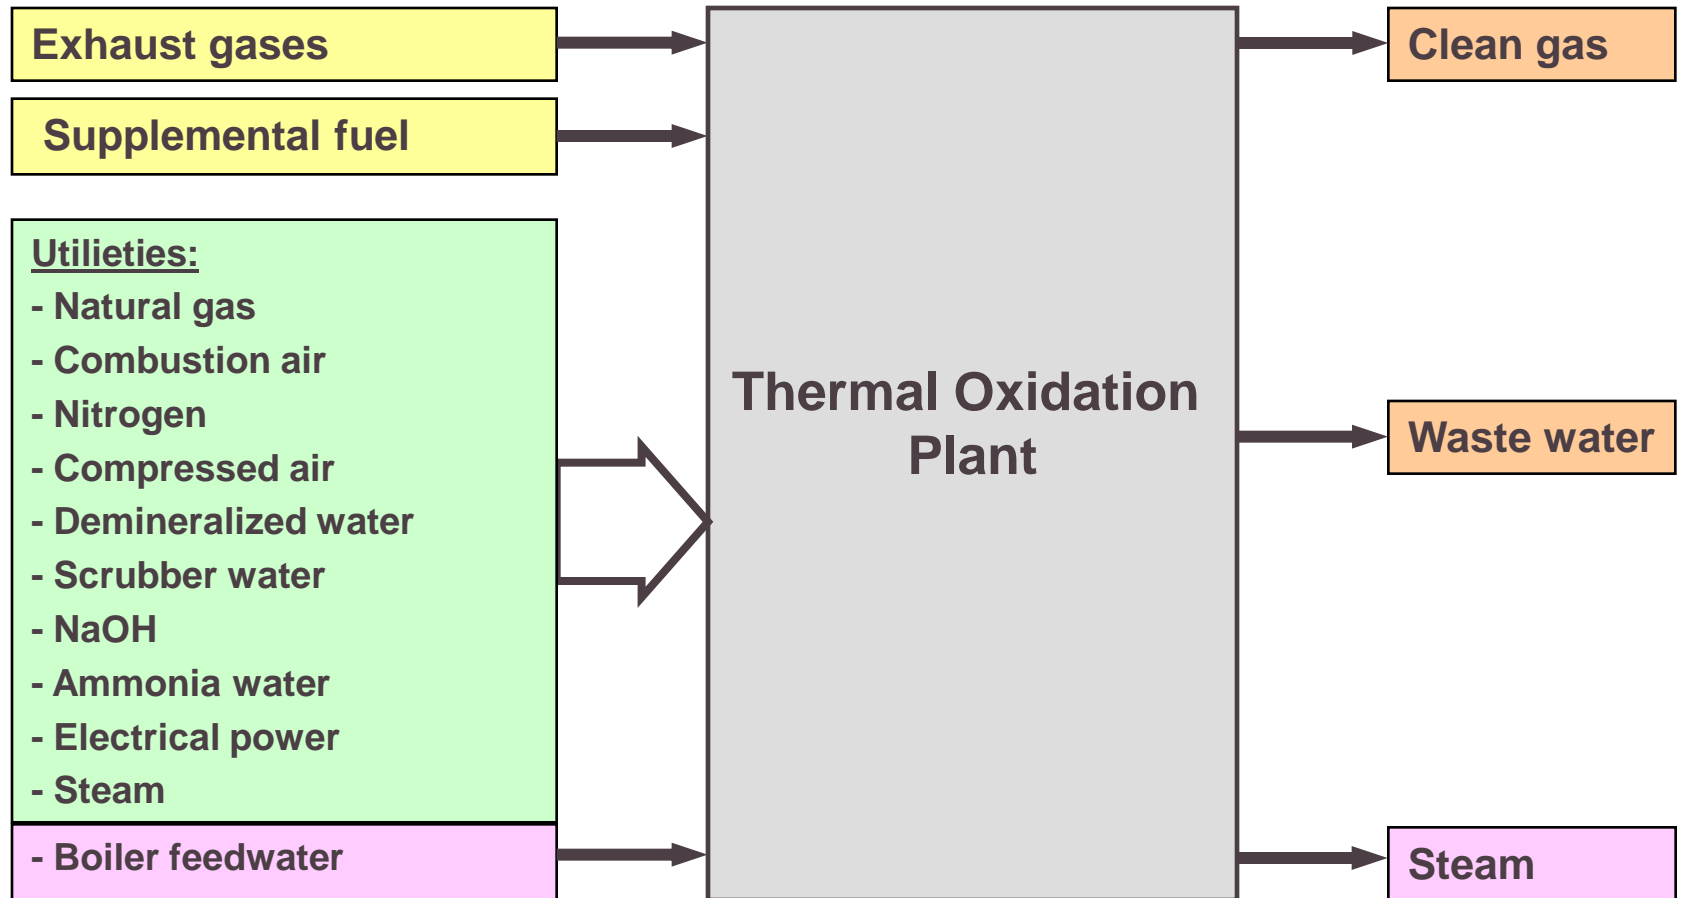 Exhaust gases
Supplemental fuel
Utilieties:
- Natural gas
- Combustion air
- Nitrogen
- Compressed air
- Demineralized water
- Scrubber water
- NaOH
- Ammonia water
- Electrical power
- Steam
- Boiler feedwater
Thermal Oxidation
Plant
Clean gas
Waste water
Steam